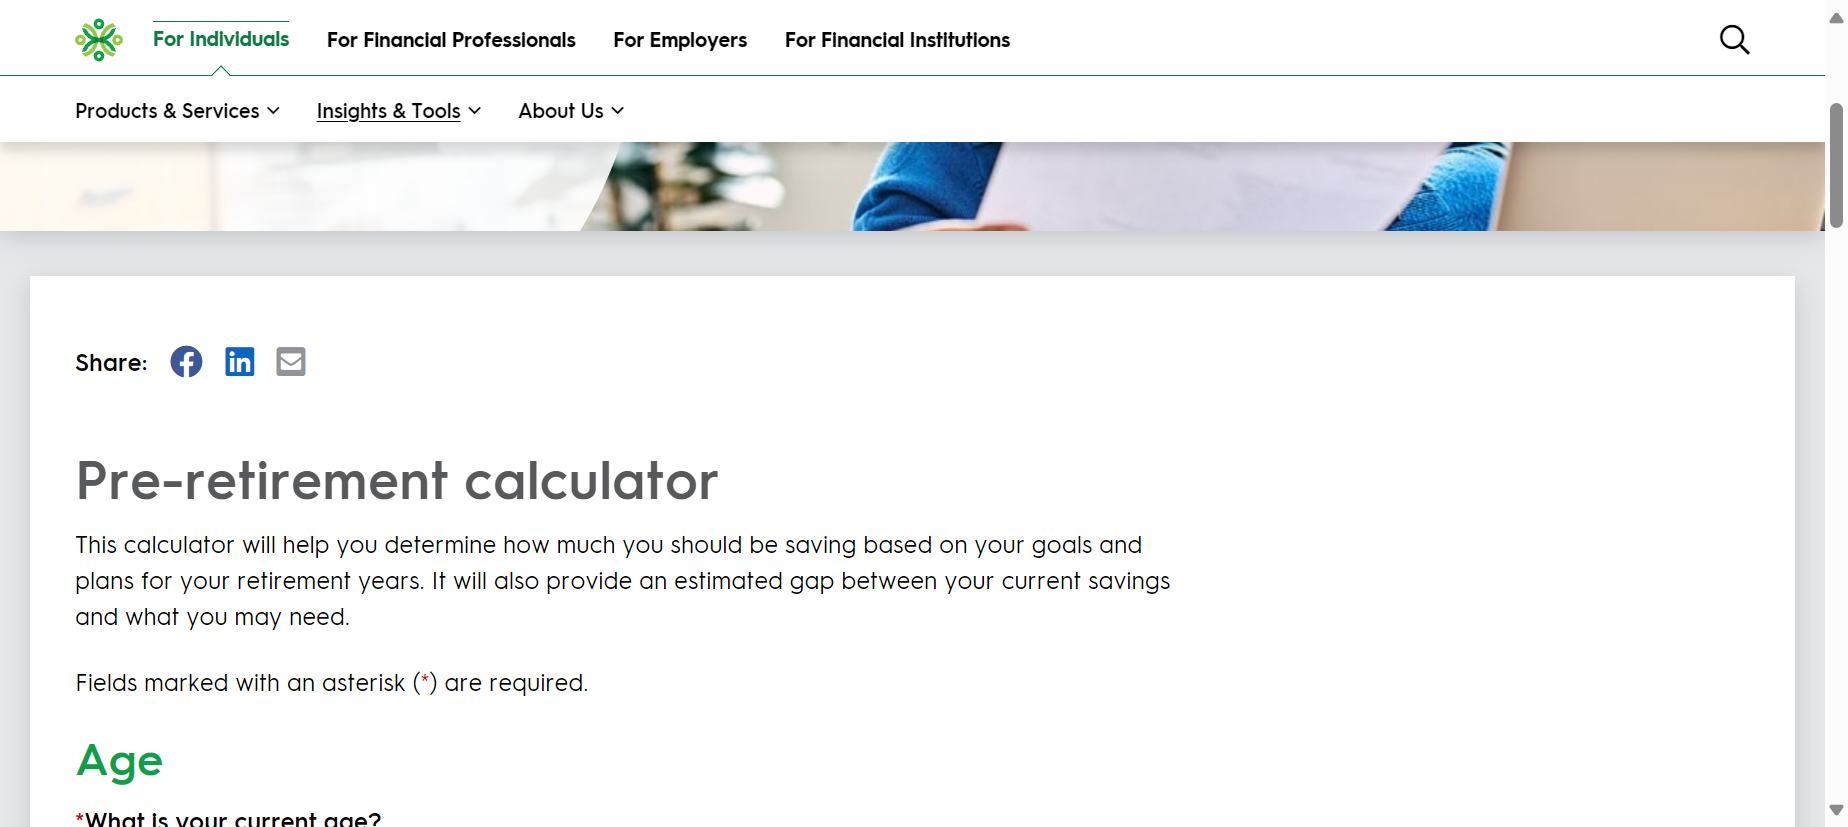 For Individuals For Financial Professionals For Employers For Financial Institutions
Products & Services Insights & Tools About Us
Share:
Pre-retirement calculator
This calculator will help you determine how much you should be saving based on your goals and
plans for your retirement years. It will also provide an estimated gap between your current savings
and what you may need.
Fields marked with an asterisk (*) are required.
Age
*What is your current age?